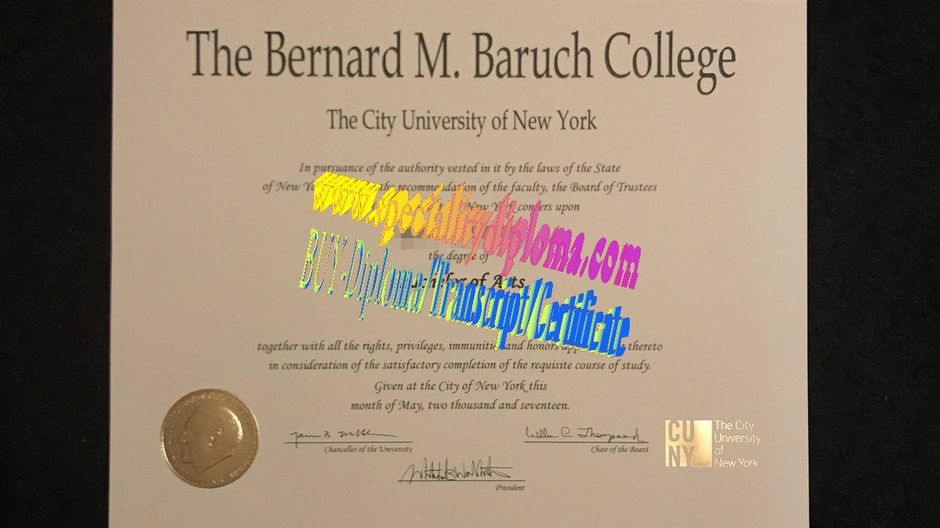 The Bernard M. Baruch College
The City University of New York
In pursuance of the authority vested in it by the laws of the State
of New the recommendation of the faculty, the Board of Trustees
New York confers upon
www.specialitydiploma.com
the degree of
BUY-Diploma/Transcript/Certificate
of Arts
together with all the rights, privileges, immunities and honors thereto
in consideration of the satisfactory completion of the requisite course of study.
Given at the City of New York this
month of May, two thousand and seventeen.
Chancellor of the University
Chair of the Board
President
CU
NY
The City
University
of
New York